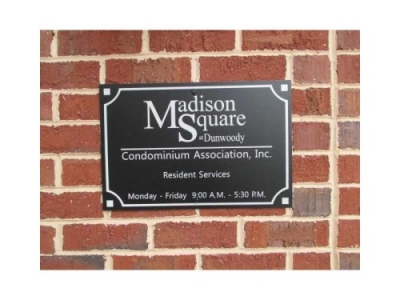 Madison
Square
at Dunwoody
Condominium Association, Inc.
Resident Services
Monday - Friday 9:00 A.M. - 5:30 P.M.